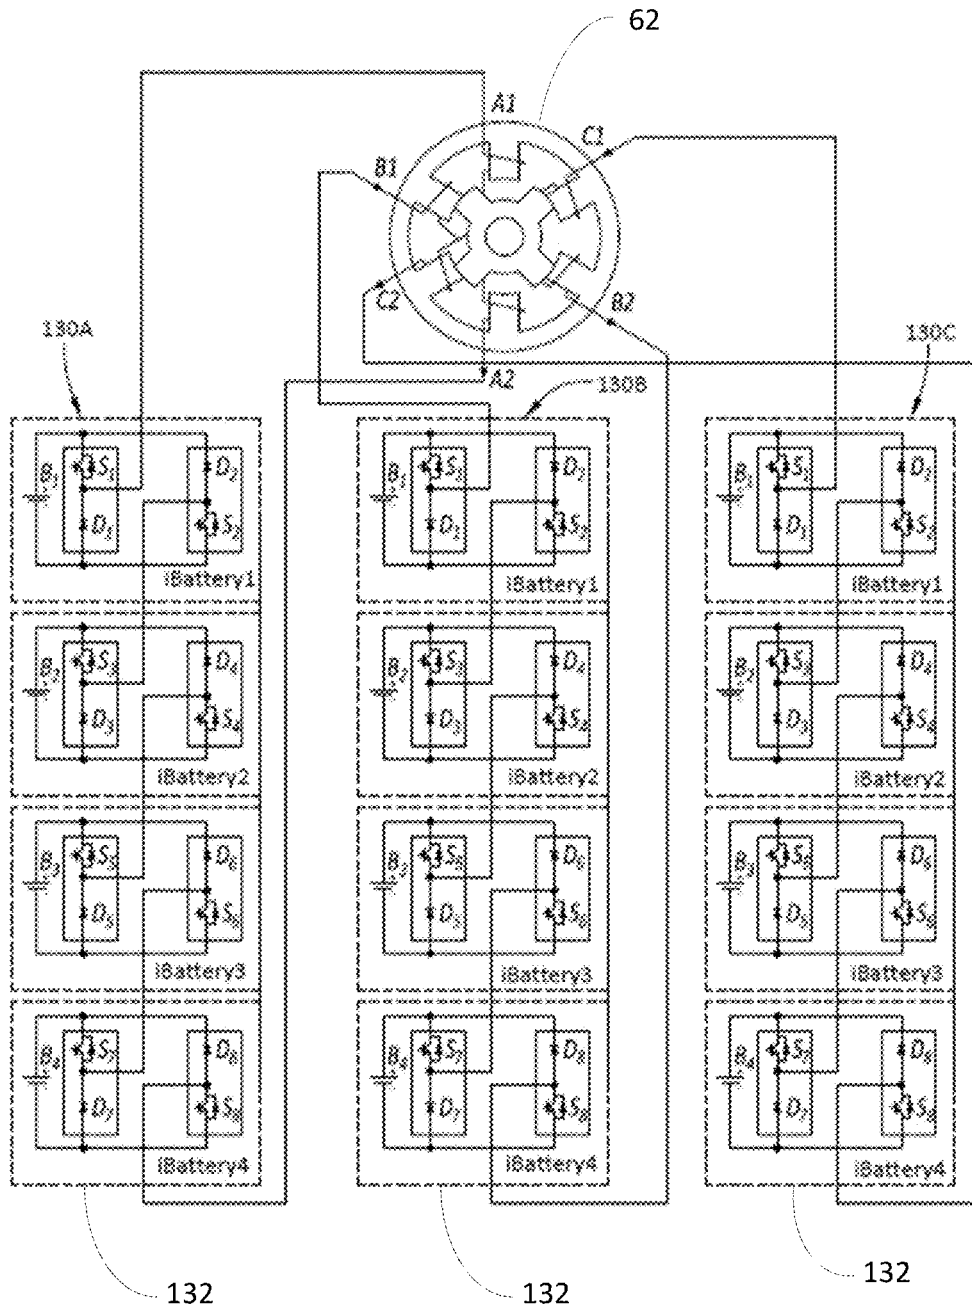 62
A1
C1
B1
C2
B2
A2
130A
130B
130C
B1 S1 D2
D1 S2
iBattery1
B2 S3 D4
D3 S4
iBattery2
B3 S5 D6
D5 S6
iBattery3
B4 S7 D8
D7 S8
iBattery4
B1 S1 D2
D1 S2
iBattery1
B2 S3 D4
D3 S4
iBattery2
B3 S5 D6
D5 S6
iBattery3
B4 S7 D8
D7 S8
iBattery4
B1 S1
D1 S2
iBattery1
B2 S3 D4
D3 S4
iBattery2
B3 S5 D6
D5 S6
iBattery3
B4 S7 D8
D7 S8
iBattery4
132
132
132